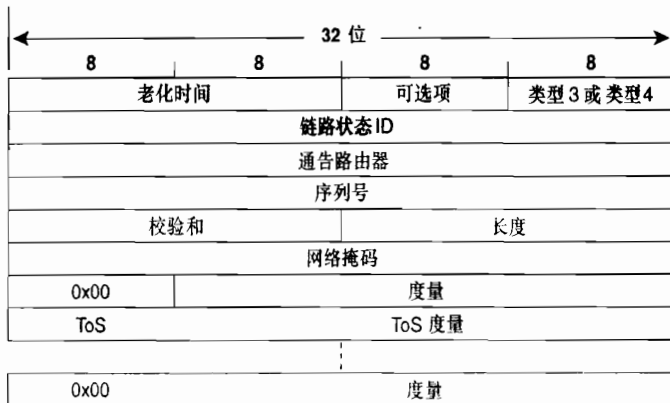 32 位
8 8 8 8
老化时间 可选项 类型 3 或 类型4
链路状态 ID
通告路由器
序列号
校验和 长度
网络掩码
0x00 度量
ToS ToS 度量
0x00 度量